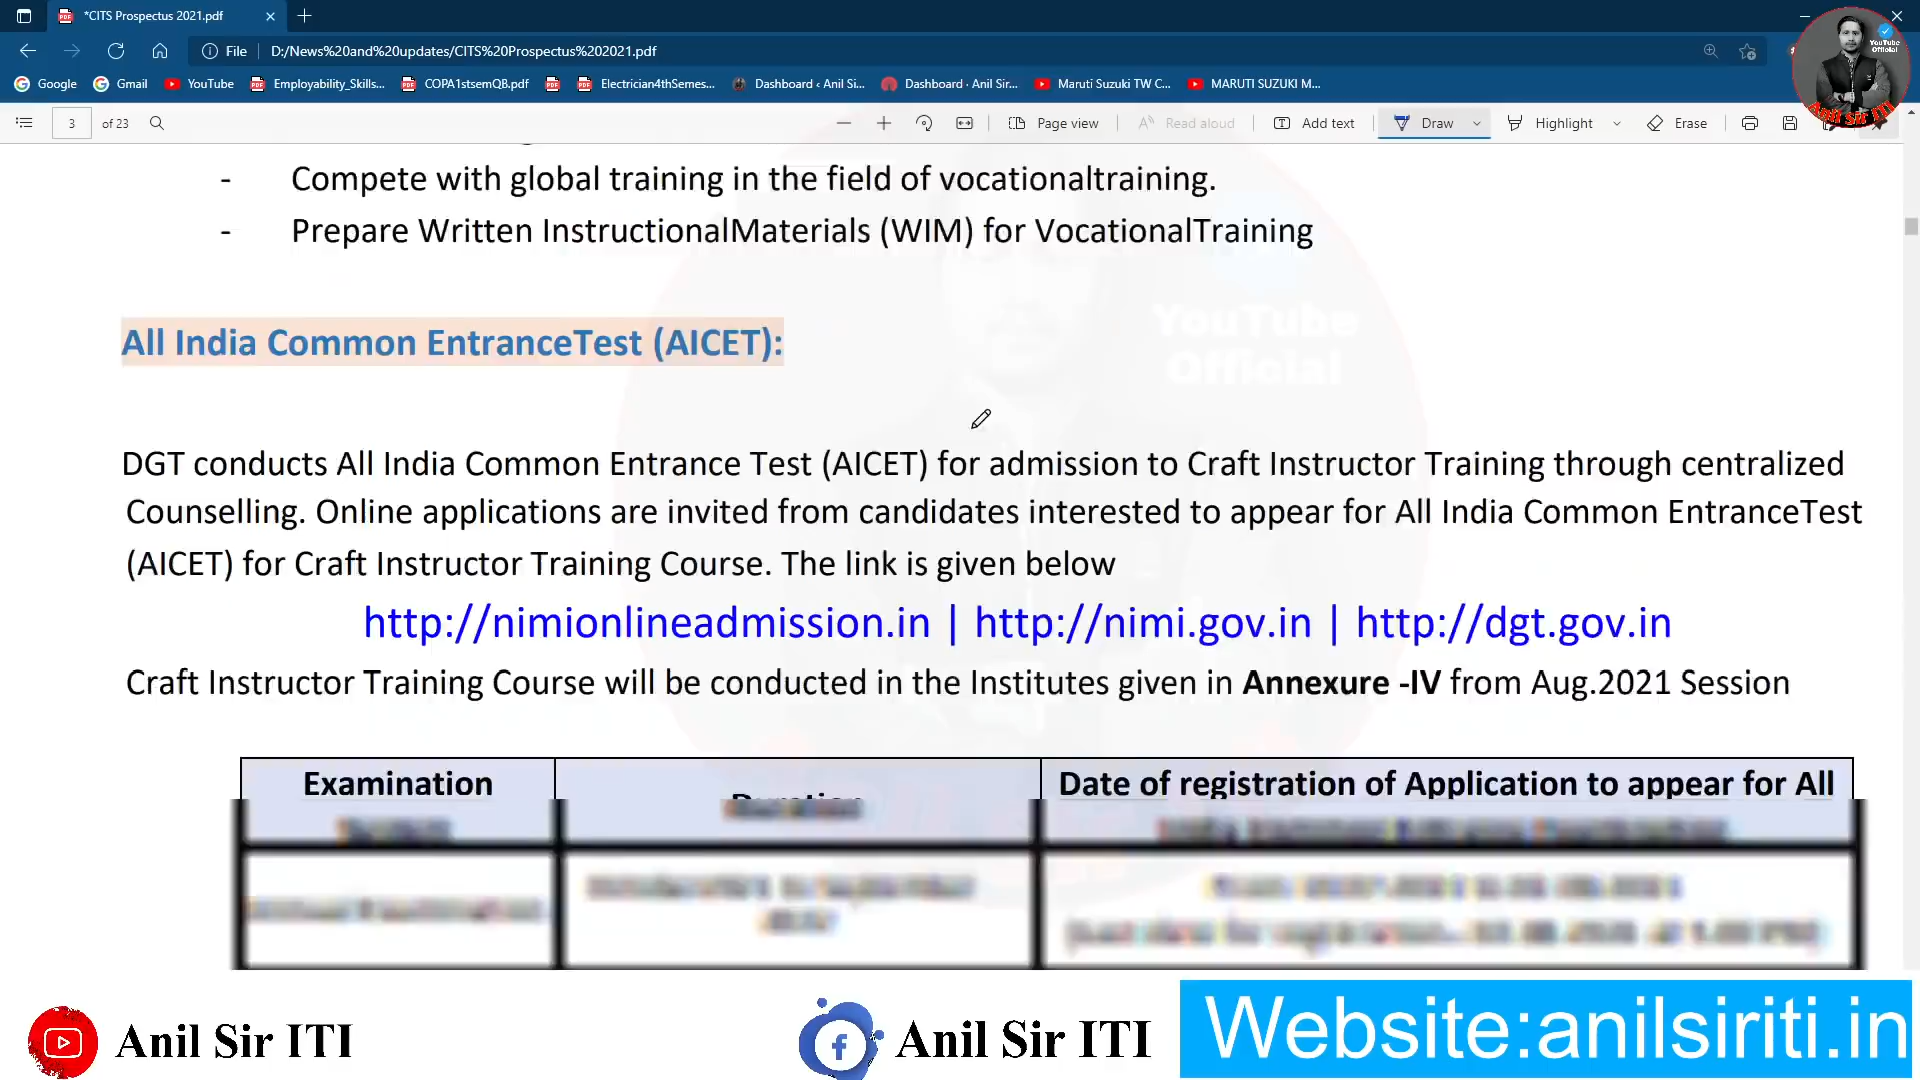 *CITS Prospectus 2021.pdf
File
D:/News%20and%20updates/CITS%20Prospectus%202021.pdf
Google
Gmail
YouTube
Employability_Skills...
COPA1stsemQB.pdf
Electrician4thSemes...
Dashboard ‹ Anil Si...
Dashboard · Anil Sir...
Maruti Suzuki TW C...
MARUTI SUZUKI M...
YouTube
Official
Anil Sir ITI
3 of 23
Page view
Read aloud
Add text
Draw
Highlight
Erase
- Compete with global training in the field of vocationaltraining.
- Prepare Written InstructionalMaterials (WIM) for VocationalTraining
YouTube
Official
All India Common EntranceTest (AICET):
DGT conducts All India Common Entrance Test (AICET) for admission to Craft Instructor Training through centralized
Counselling. Online applications are invited from candidates interested to appear for All India Common EntranceTest
(AICET) for Craft Instructor Training Course. The link is given below
http://nimionlineadmission.in | http://nimi.gov.in | http://dgt.gov.in
Craft Instructor Training Course will be conducted in the Institutes given in Annexure -IV from Aug.2021 Session
Examination
Duration
Date of registration of Application to appear for All
Anil Sir ITI
Anil Sir ITI
Website:anilsiriti.in